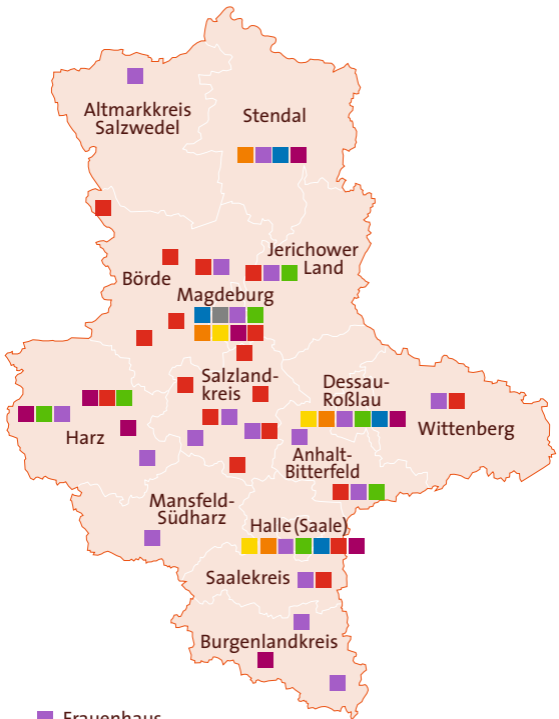 Altmarkkreis
Salzwedel
Stendal
Jerichower
Land
Börde
Magdeburg
Salzland-
kreis
Dessau-
Roßlau
Wittenberg
Harz
Anhalt-
Bitterfeld
Mansfeld-
Südharz
Halle (Saale)
Saalekreis
Burgenlandkreis
Frauenhaus